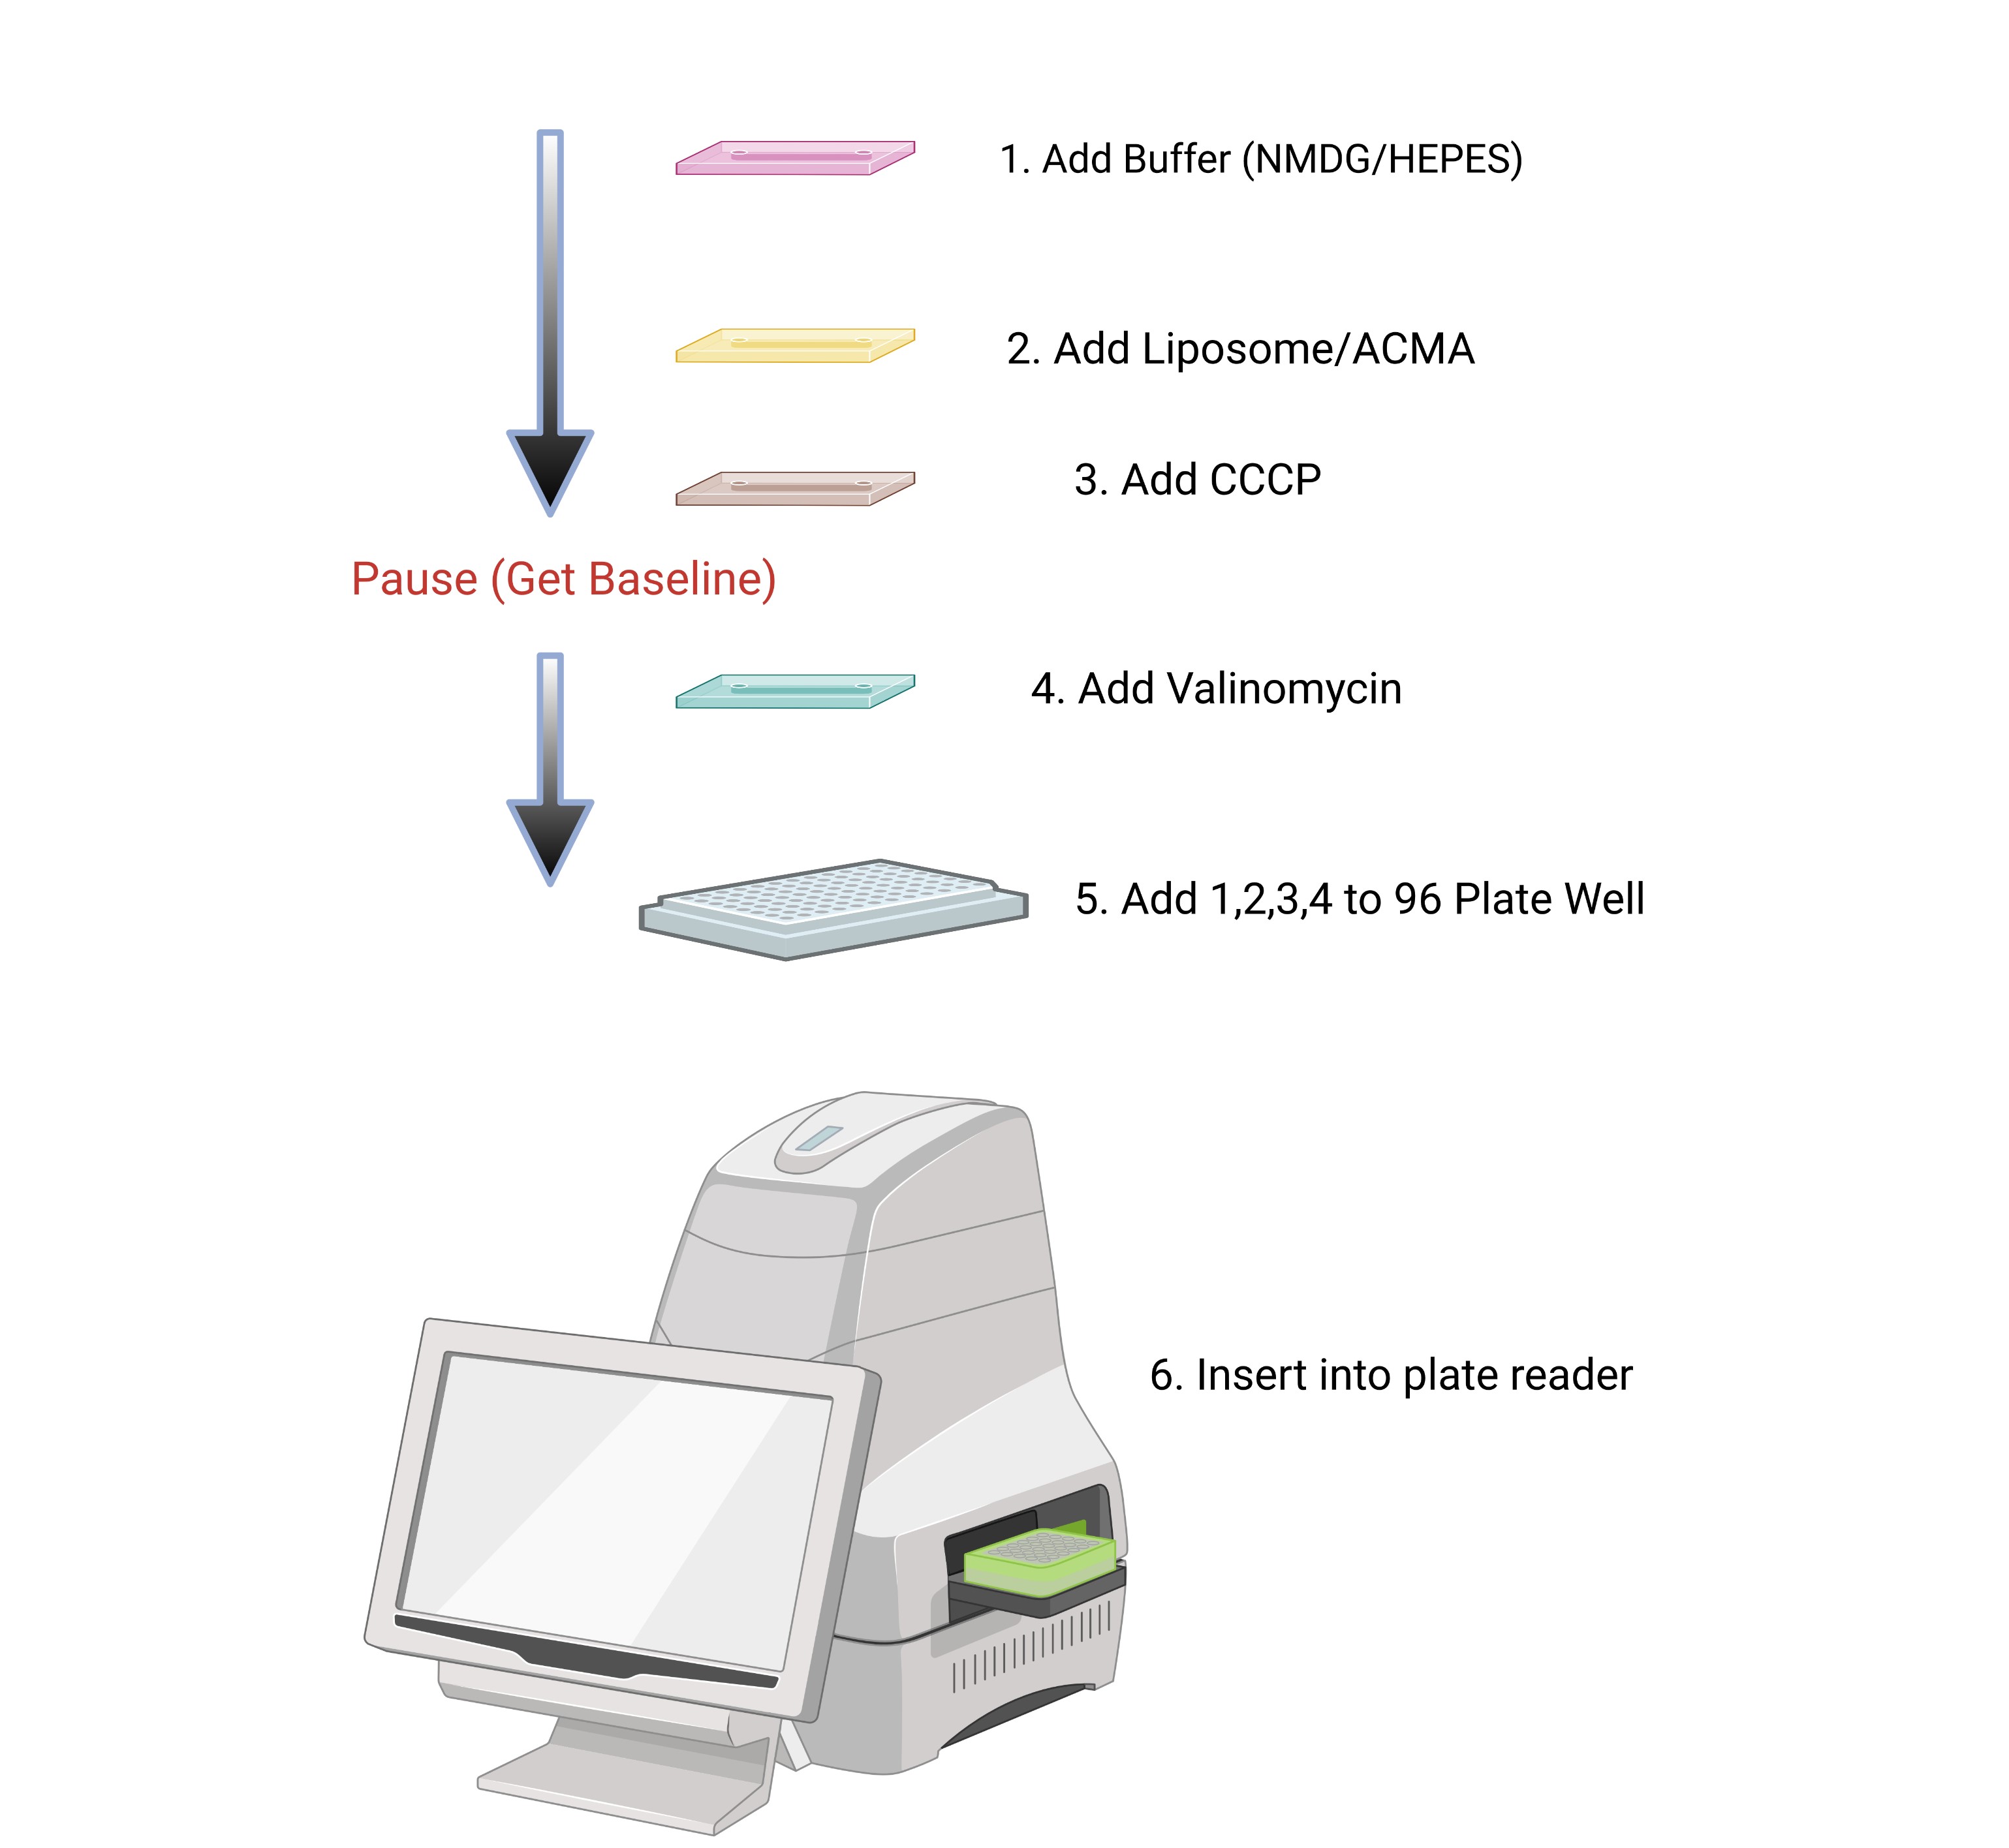 1. Add Buffer (NMDG/HEPES)
2. Add Liposome/ACMA
3. Add CCCP
Pause (Get Baseline)
4. Add Valinomycin
5. Add 1,2,3,4 to 96 Plate Well
6. Insert into plate reader